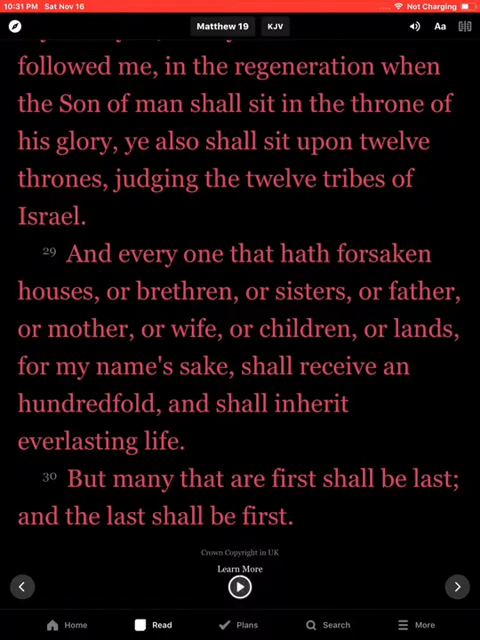 10:31 PM Sat Nov 16
Not Charging
Matthew 19 KJV
Aa
followed me, in the regeneration when
the Son of man shall sit in the throne of
his glory, ye also shall sit upon twelve
thrones, judging the twelve tribes of
Israel.
29 And every one that hath forsaken
houses, or brethren, or sisters, or father,
or mother, or wife, or children, or lands,
for my name's sake, shall receive an
hundredfold, and shall inherit
everlasting life.
30 But many that are first shall be last;
and the last shall be first.
Crown Copyright in UK
Learn More
Home Read Plans Search More